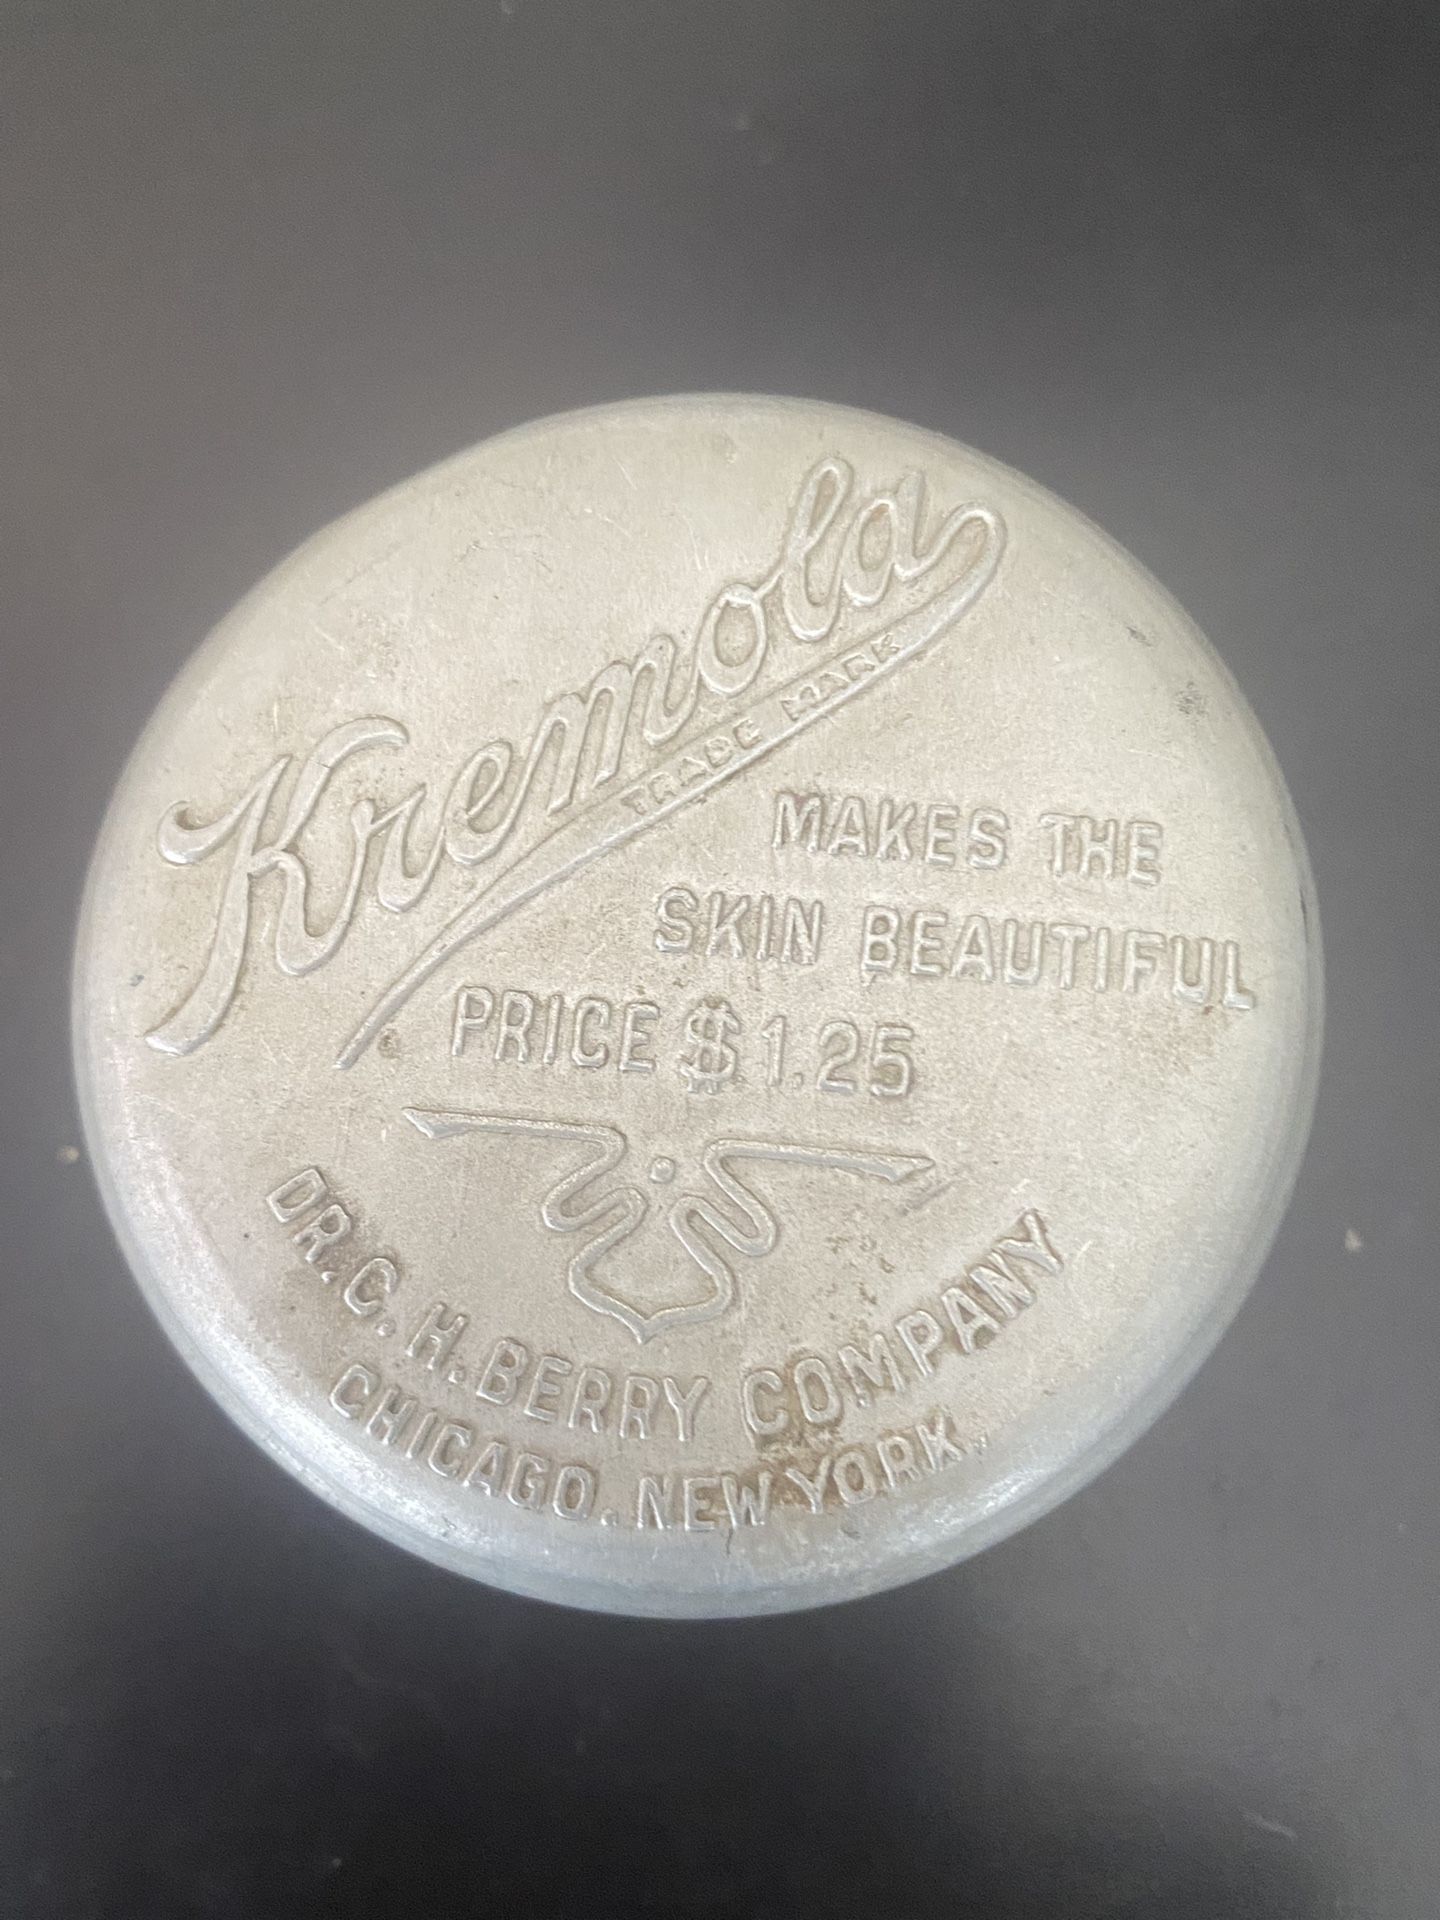 Kremola
TRADE MARK
MAKES THE
SKIN BEAUTIFUL
PRICE $1.25
DR. C. H. BERRY COMPANY
CHICAGO. NEW YORK.